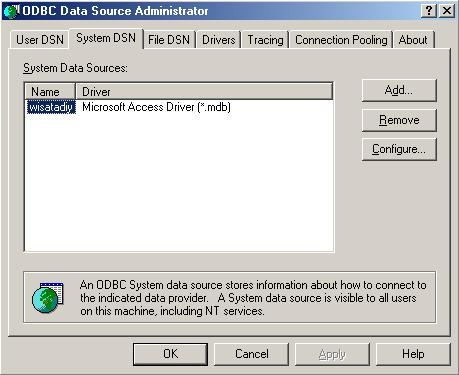 ODBC Data Source Administrator
User DSN System DSN File DSN Drivers Tracing Connection Pooling About
System Data Sources:
Name Driver
wisatadiy Microsoft Access Driver (*.mdb)
Add...
Remove
Configure...
An ODBC System data source stores information about how to connect to
the indicated data provider. A System data source is visible to all users
on this machine, including NT services.
OK Cancel Apply Help